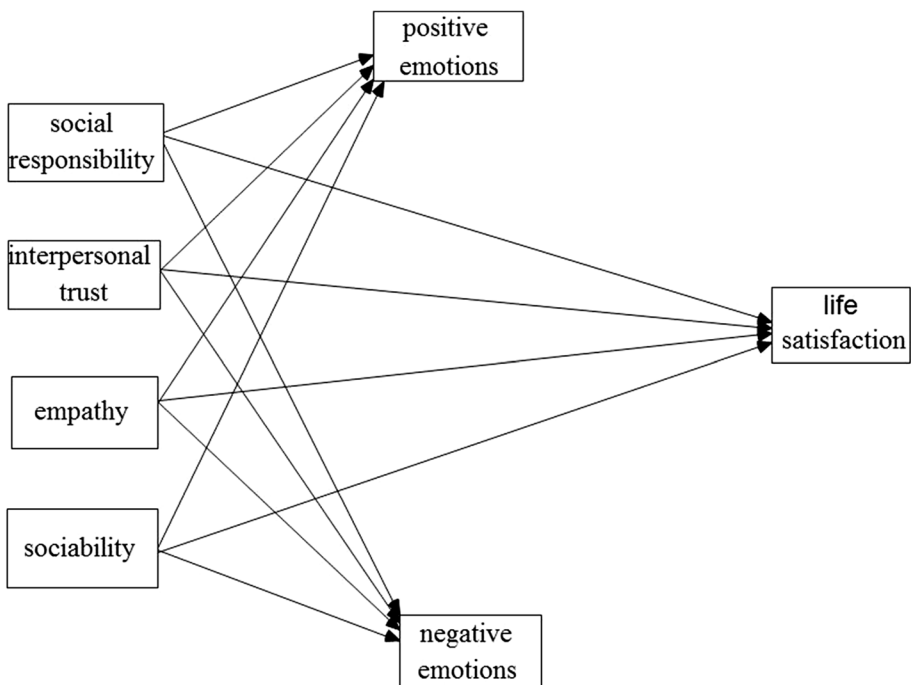 positive
emotions
social
responsibility
interpersonal
trust
life
satisfaction
empathy
sociability
negative
emotions